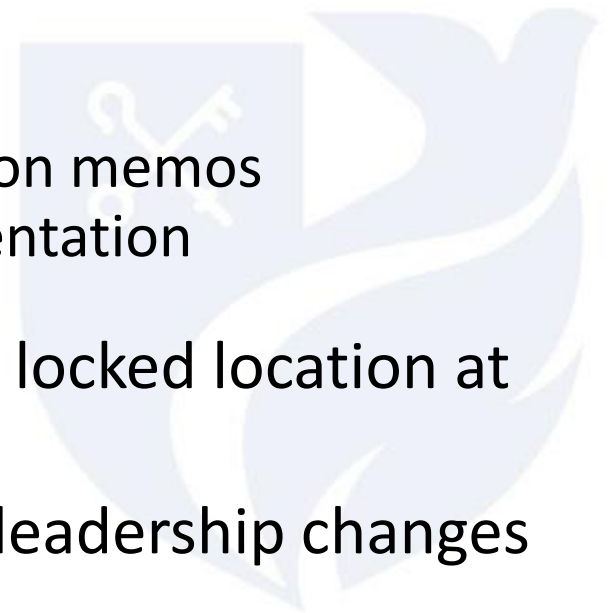 on memos
entation
locked location at
leadership changes